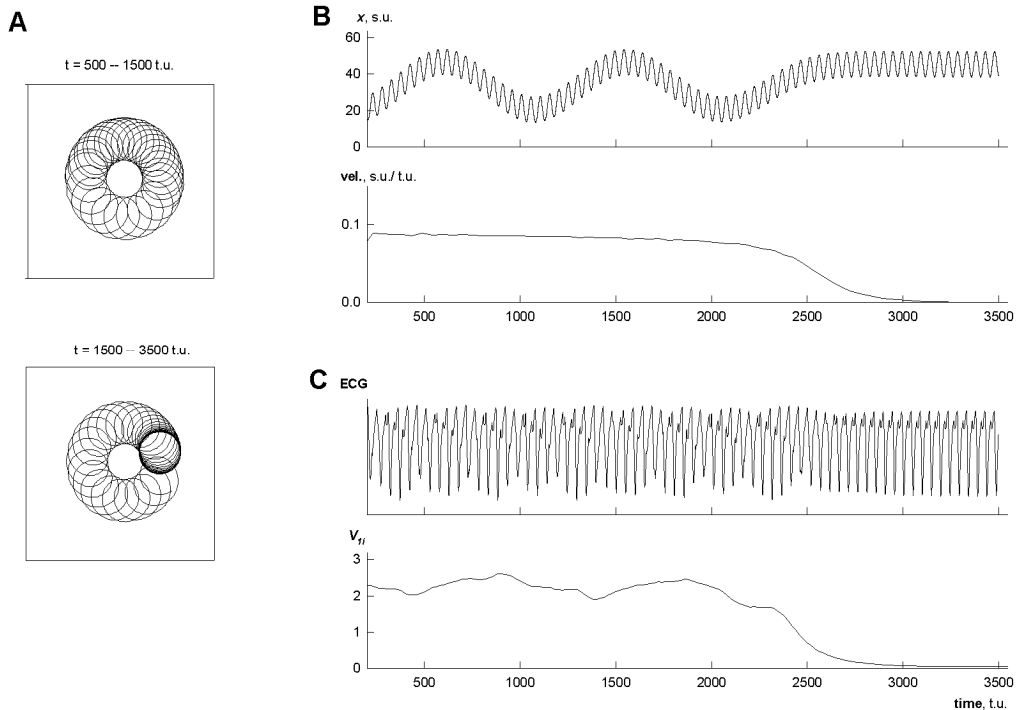 A
t = 500 -- 1500 t.u.
t = 1500 -- 3500 t.u.
B
x, s.u.
60
40
20
0
vel., s.u./ t.u.
0.1
0.0
500 1000 1500 2000 2500 3000 3500
C ECG
V1i
3
2
1
0
500 1000 1500 2000 2500 3000 3500
time, t.u.